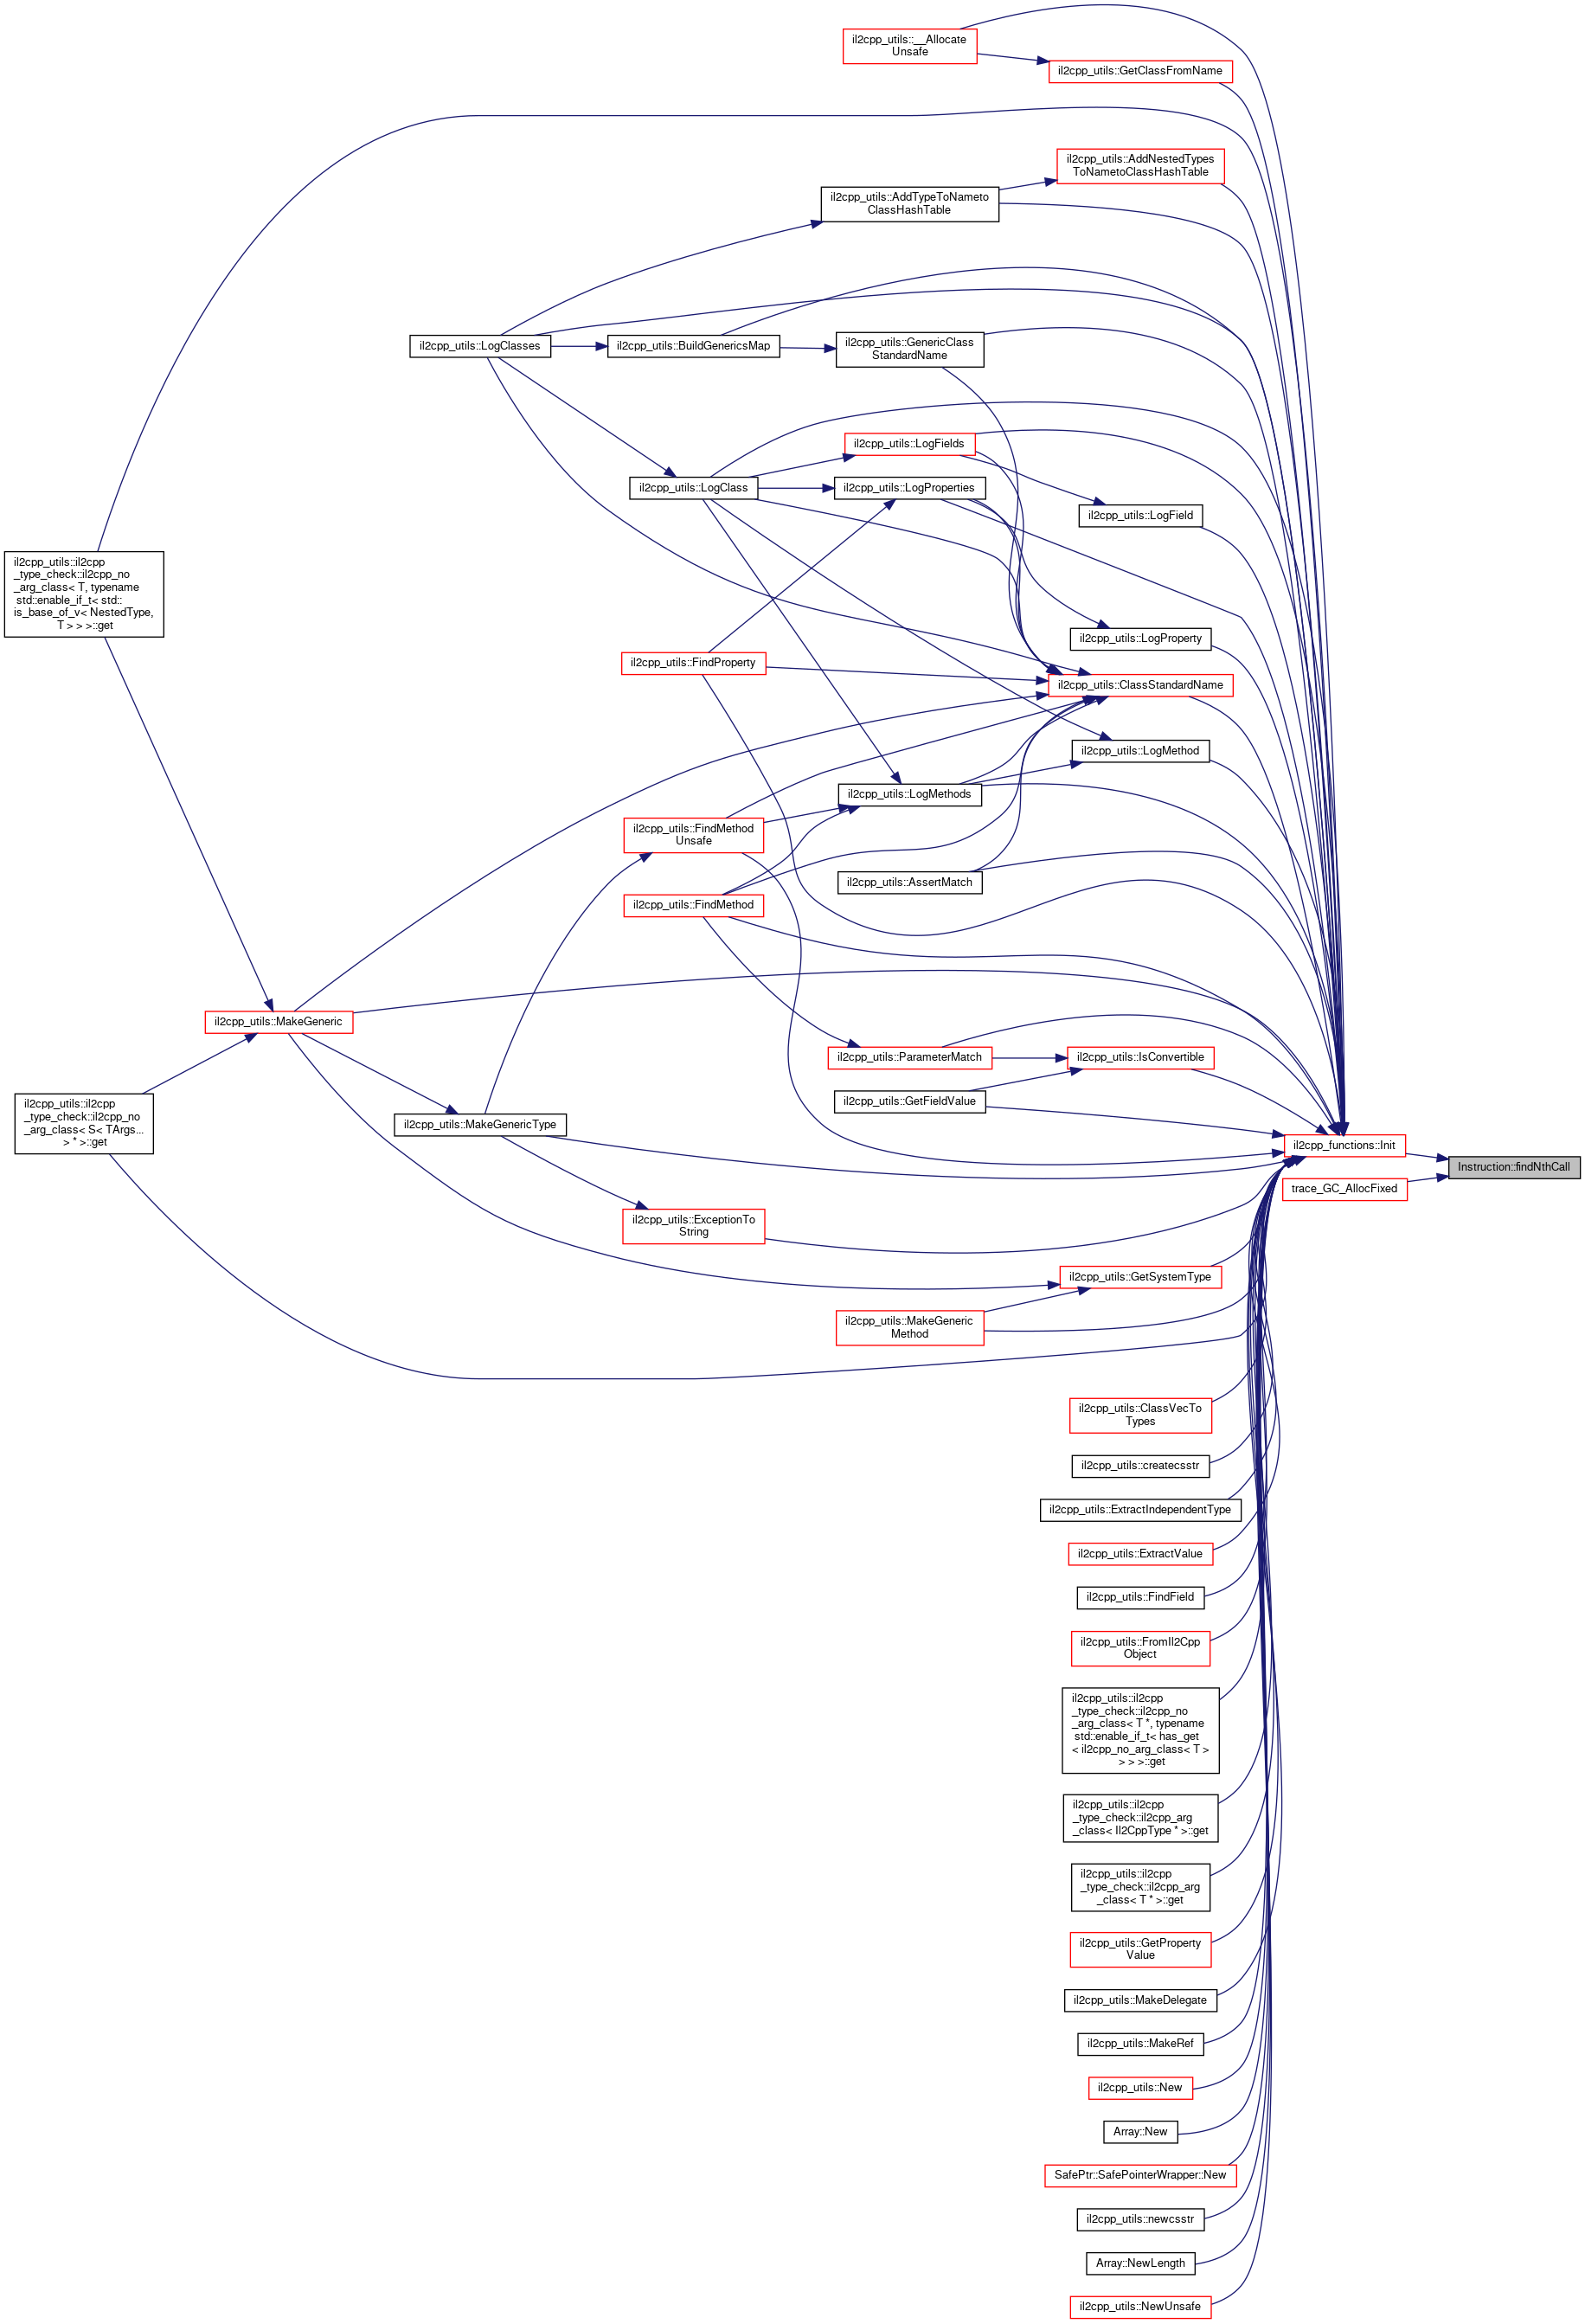 il2cpp_utils::__Allocate
Unsafe
il2cpp_utils::GetClassFromName
il2cpp_utils::AddNestedTypes
ToNametoClassHashTable
il2cpp_utils::AddTypeToNameto
ClassHashTable
il2cpp_utils::LogClasses
il2cpp_utils::BuildGenericsMap
il2cpp_utils::GenericClass
StandardName
il2cpp_utils::LogFields
il2cpp_utils::LogClass
il2cpp_utils::LogProperties
il2cpp_utils::LogField
il2cpp_utils::il2cpp
_type_check::il2cpp_no
_arg_class< T, typename
std::enable_if_t< std::
is_base_of_v< NestedType,
T > > >::get
il2cpp_utils::LogProperty
il2cpp_utils::FindProperty
il2cpp_utils::ClassStandardName
il2cpp_utils::LogMethod
il2cpp_utils::LogMethods
il2cpp_utils::FindMethod
Unsafe
il2cpp_utils::AssertMatch
il2cpp_utils::FindMethod
il2cpp_utils::MakeGeneric
il2cpp_utils::ParameterMatch
il2cpp_utils::IsConvertible
il2cpp_utils::GetFieldValue
il2cpp_utils::il2cpp
_type_check::il2cpp_no
_arg_class< S< TArgs...
> * >::get
il2cpp_utils::MakeGenericType
il2cpp_functions::Init
Instruction::findNthCall
trace_GC_AllocFixed
il2cpp_utils::ExceptionTo
String
il2cpp_utils::GetSystemType
il2cpp_utils::MakeGeneric
Method
il2cpp_utils::ClassVecTo
Types
il2cpp_utils::createcsstr
il2cpp_utils::ExtractIndependentType
il2cpp_utils::ExtractValue
il2cpp_utils::FindField
il2cpp_utils::FromIl2Cpp
Object
il2cpp_utils::il2cpp
_type_check::il2cpp_no
_arg_class< T *, typename
std::enable_if_t< has_get
< il2cpp_no_arg_class< T >
> > >::get
il2cpp_utils::il2cpp
_type_check::il2cpp_arg
_class< Il2CppType * >::get
il2cpp_utils::il2cpp
_type_check::il2cpp_arg
_class< T * >::get
il2cpp_utils::GetProperty
Value
il2cpp_utils::MakeDelegate
il2cpp_utils::MakeRef
il2cpp_utils::New
Array::New
SafePtr::SafePointerWrapper::New
il2cpp_utils::newcsstr
Array::NewLength
il2cpp_utils::NewUnsafe